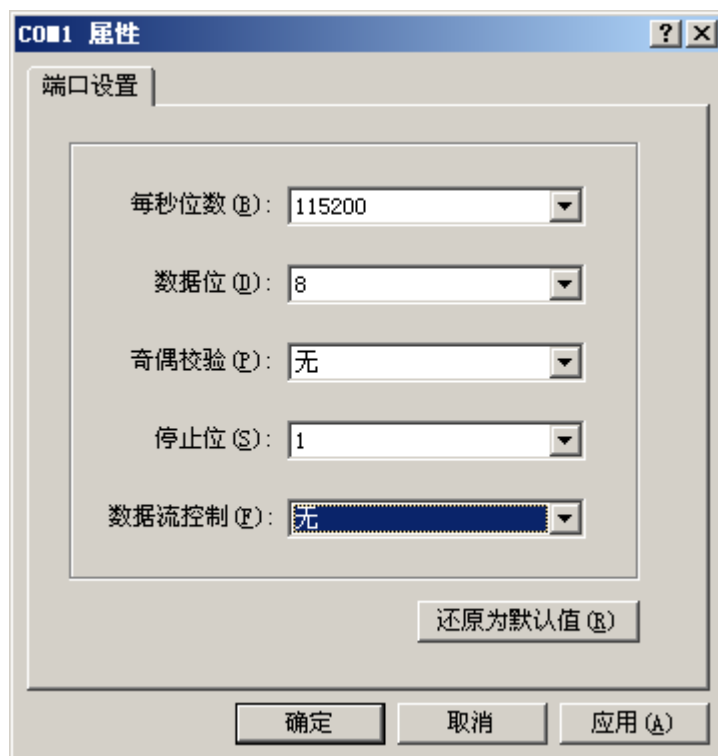 COM1 属性
端口设置
每秒位数(B): 115200
数据位(D): 8
奇偶校验(P): 无
停止位(S): 1
数据流控制(F): 无
还原为默认值(R)
确定 取消 应用(A)